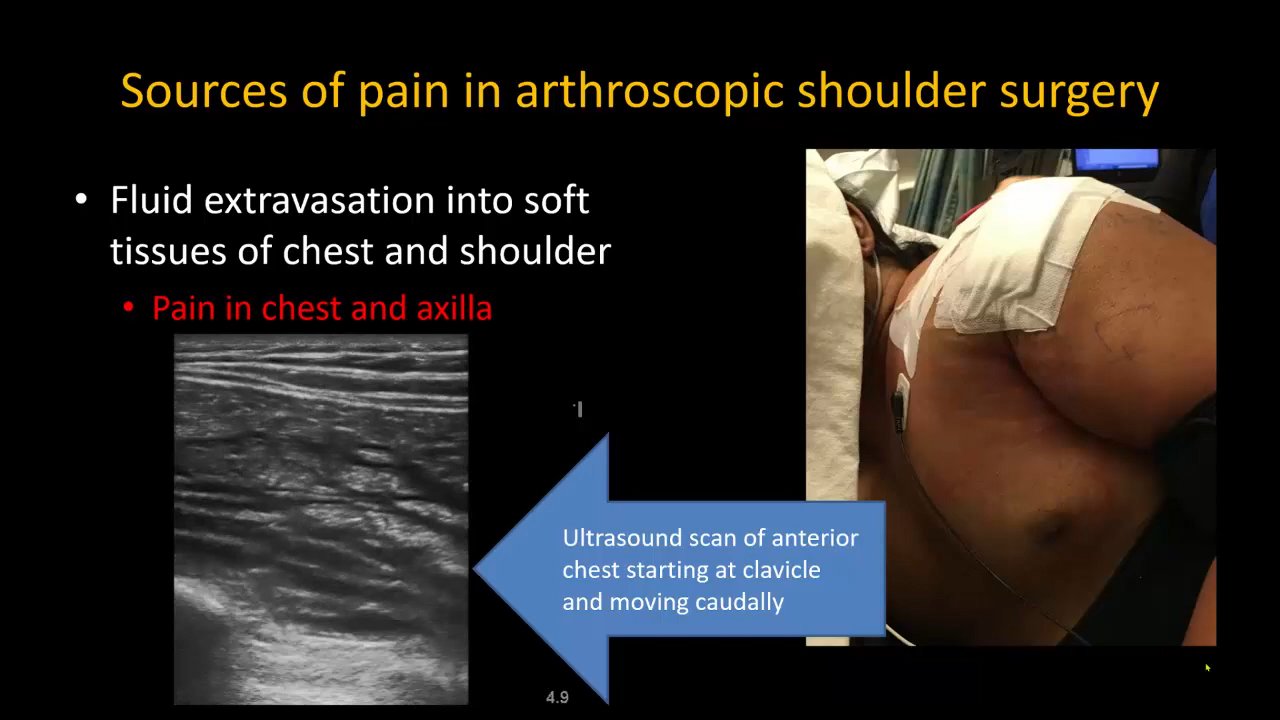 Sources of pain in arthroscopic shoulder surgery
• Fluid extravasation into soft
tissues of chest and shoulder
• Pain in chest and axilla
Ultrasound scan of anterior
chest starting at clavicle
and moving caudally
4.9